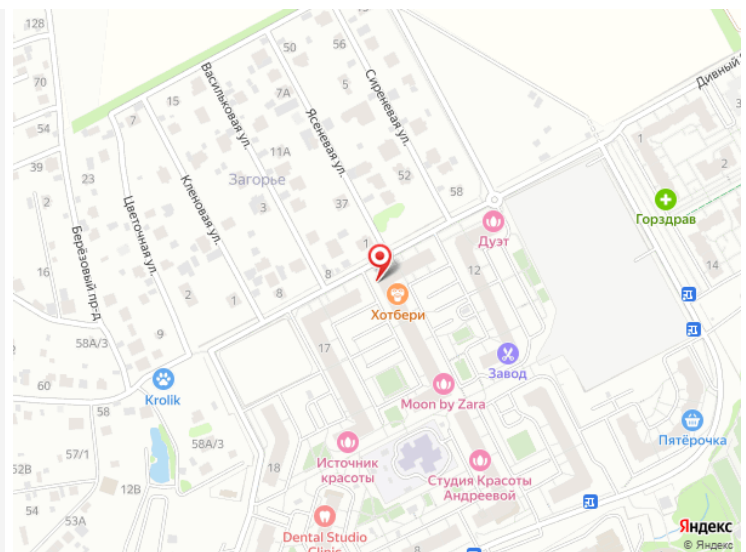 128
50
56
Васильковая ул.
Сиреневая ул.
Дивный
70
7А
5
15
7
Ясеневая ул.
54
11А
1
39
23
Загорье
52
58
2
2
Кленовая ул.
3
37
Горздрав
Цветочная ул.
Дуэт
Берёзовый пр-д
1
12
14
16
8
8
2
1
Хотбери
9
17
58А/3
Завод
60
Krolik
Moon by Zara
58
Пятёрочка
57/1
58А/3
Источник
красоты
52В
18
Студия Красоты
Андреевой
12В
54
53А
Dental Studio
Clinic
8
Яндекс
© Яндекс